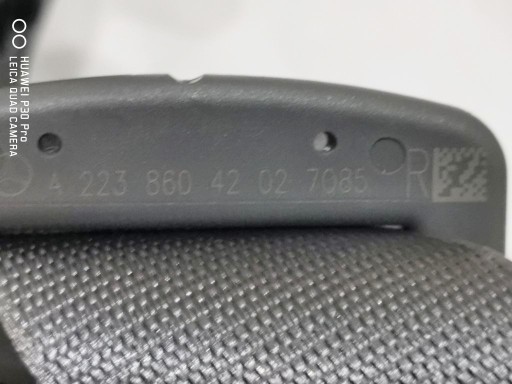 A 223 860 42 02 7085 R
HUAWEI P30 Pro
LEICA QUAD CAMERA